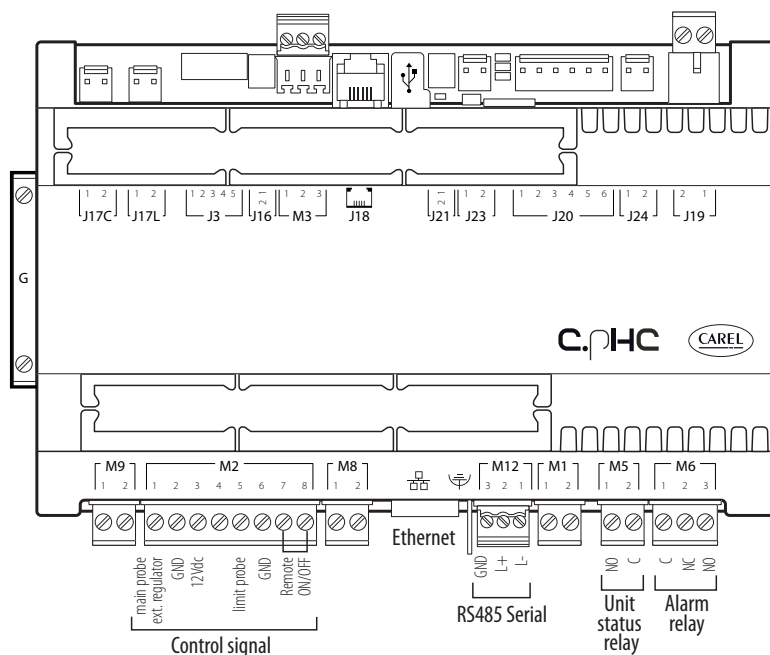 1 2 1 2 1 2 3 4 5 2 1 1 2 3 2 1 1 2 1 2 3 4 5 6 1 2 2 1
J17C J17L J3 J16 M3 J18 J21 J23 J20 J24 J19
G
c.pHC CAREL
M9 M2 M8 M12 M1 M5 M6
1 2 1 2 3 4 5 6 7 8 1 2 3 2 1 1 2 1 2 1 2 3
Ethernet
main probe
ext. regulator
GND
12Vdc
limit probe
GND
Remote
ON/OFF
GND
L+
L-
NO
C
C
NC
NO
RS485 Serial
Unit
status
relay
Alarm
relay
Control signal